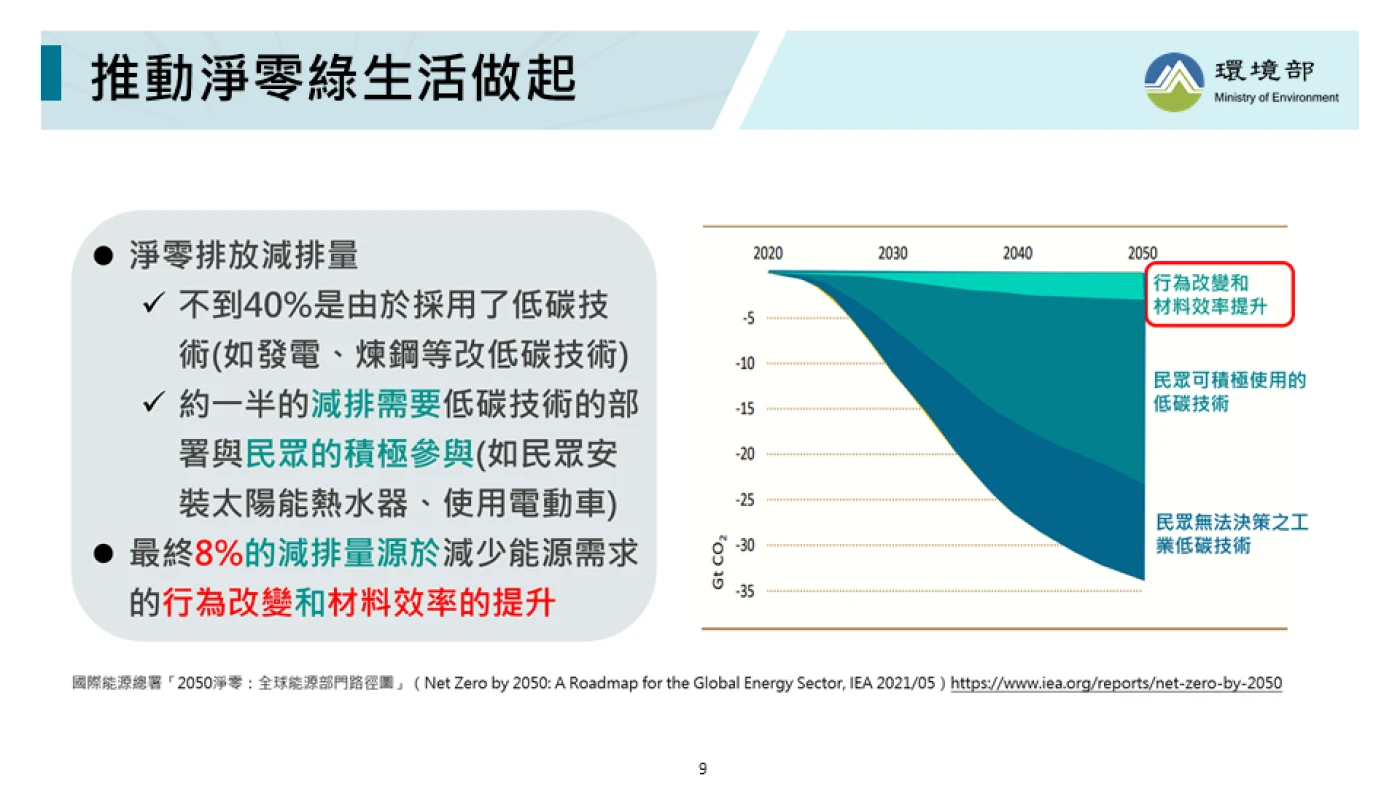 推動淨零綠生活做起
環境部
Ministry of Environment
● 淨零排放減排量
✓ 不到40%是由於採用了低碳技
術(如發電、煉鋼等改低碳技術)
✓ 約一半的減排需要低碳技術的部
署與民眾的積極參與(如民眾安
裝太陽能熱水器、使用電動車)
● 最終8%的減排量源於減少能源需求
的行為改變和材料效率的提升
2020 2030 2040 2050
-5
-10
-15
-20
-25
-30
-35
Gt CO₂
行為改變和
材料效率提升
民眾可積極使用的
低碳技術
民眾無法決策之工
業低碳技術
國際能源總署「2050淨零：全球能源部門路徑圖」（Net Zero by 2050: A Roadmap for the Global Energy Sector, IEA 2021/05）https://www.iea.org/reports/net-zero-by-2050
9